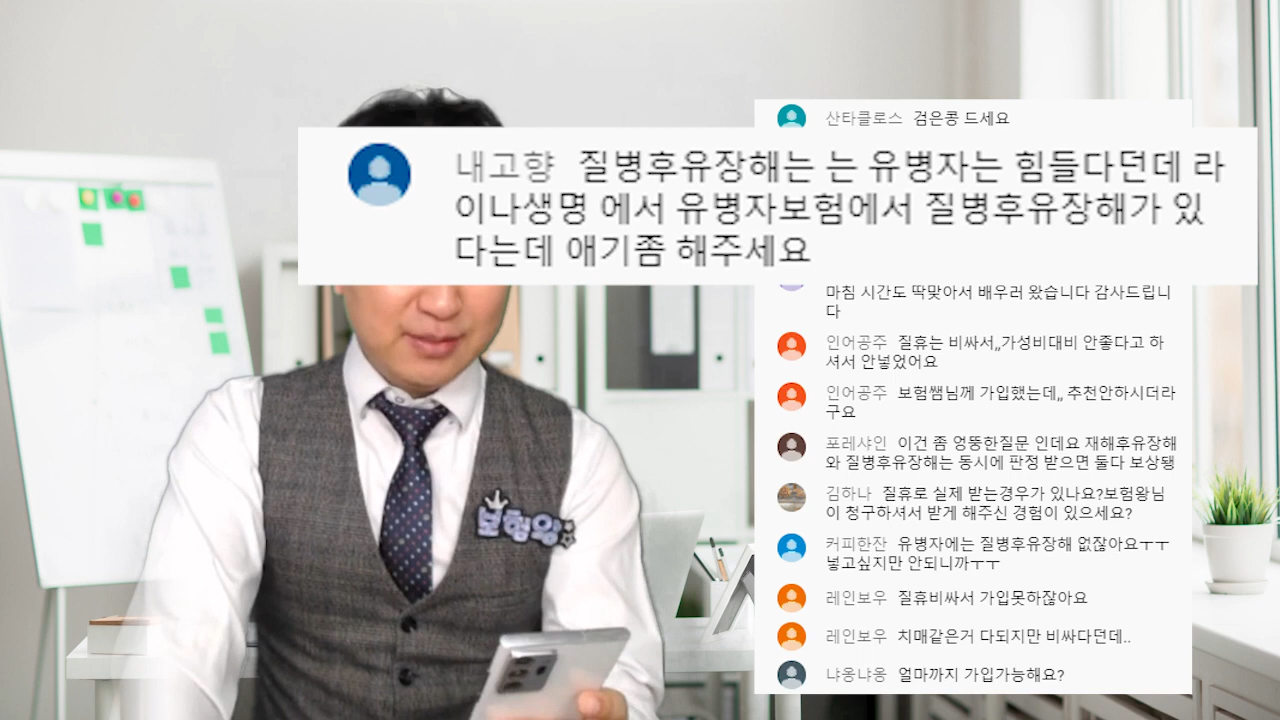 산타클로스 검은콩 드세요
내고향 질병후유장해는 는 유병자는 힘들다던데 라
이나생명 에서 유병자보험에서 질병후유장해가 있
다는데 얘기좀 해주세요
마침 시간도 딱맞아서 배우러 왔습니다 감사드립니
다
인어공주 질휴는 비싸서,,가성비대비 안좋다고 하
셔서 안넣었어요
인어공주 보험쌤님께 가입했는데,, 추천안하시더라
구요
포레샤인 이건 좀 엉뚱한질문 인데요 재해후유장해
와 질병후유장해는 동시에 판정 받으면 둘다 보상됑
김하나 질휴로 실제 받는경우가 있나요?보험왕님
이 청구하셔서 받게 해주신 경험이 있으세요?
커피한잔 유병자에는 질병후유장해 없잖아요ㅜㅜ
넣고싶지만 안되니까ㅜㅜ
레인보우 질휴비싸서 가입못하잖아요
레인보우 치매같은거 다되지만 비싸다던데..
냐옹냐옹 얼마까지 가입가능해요?
보험왕